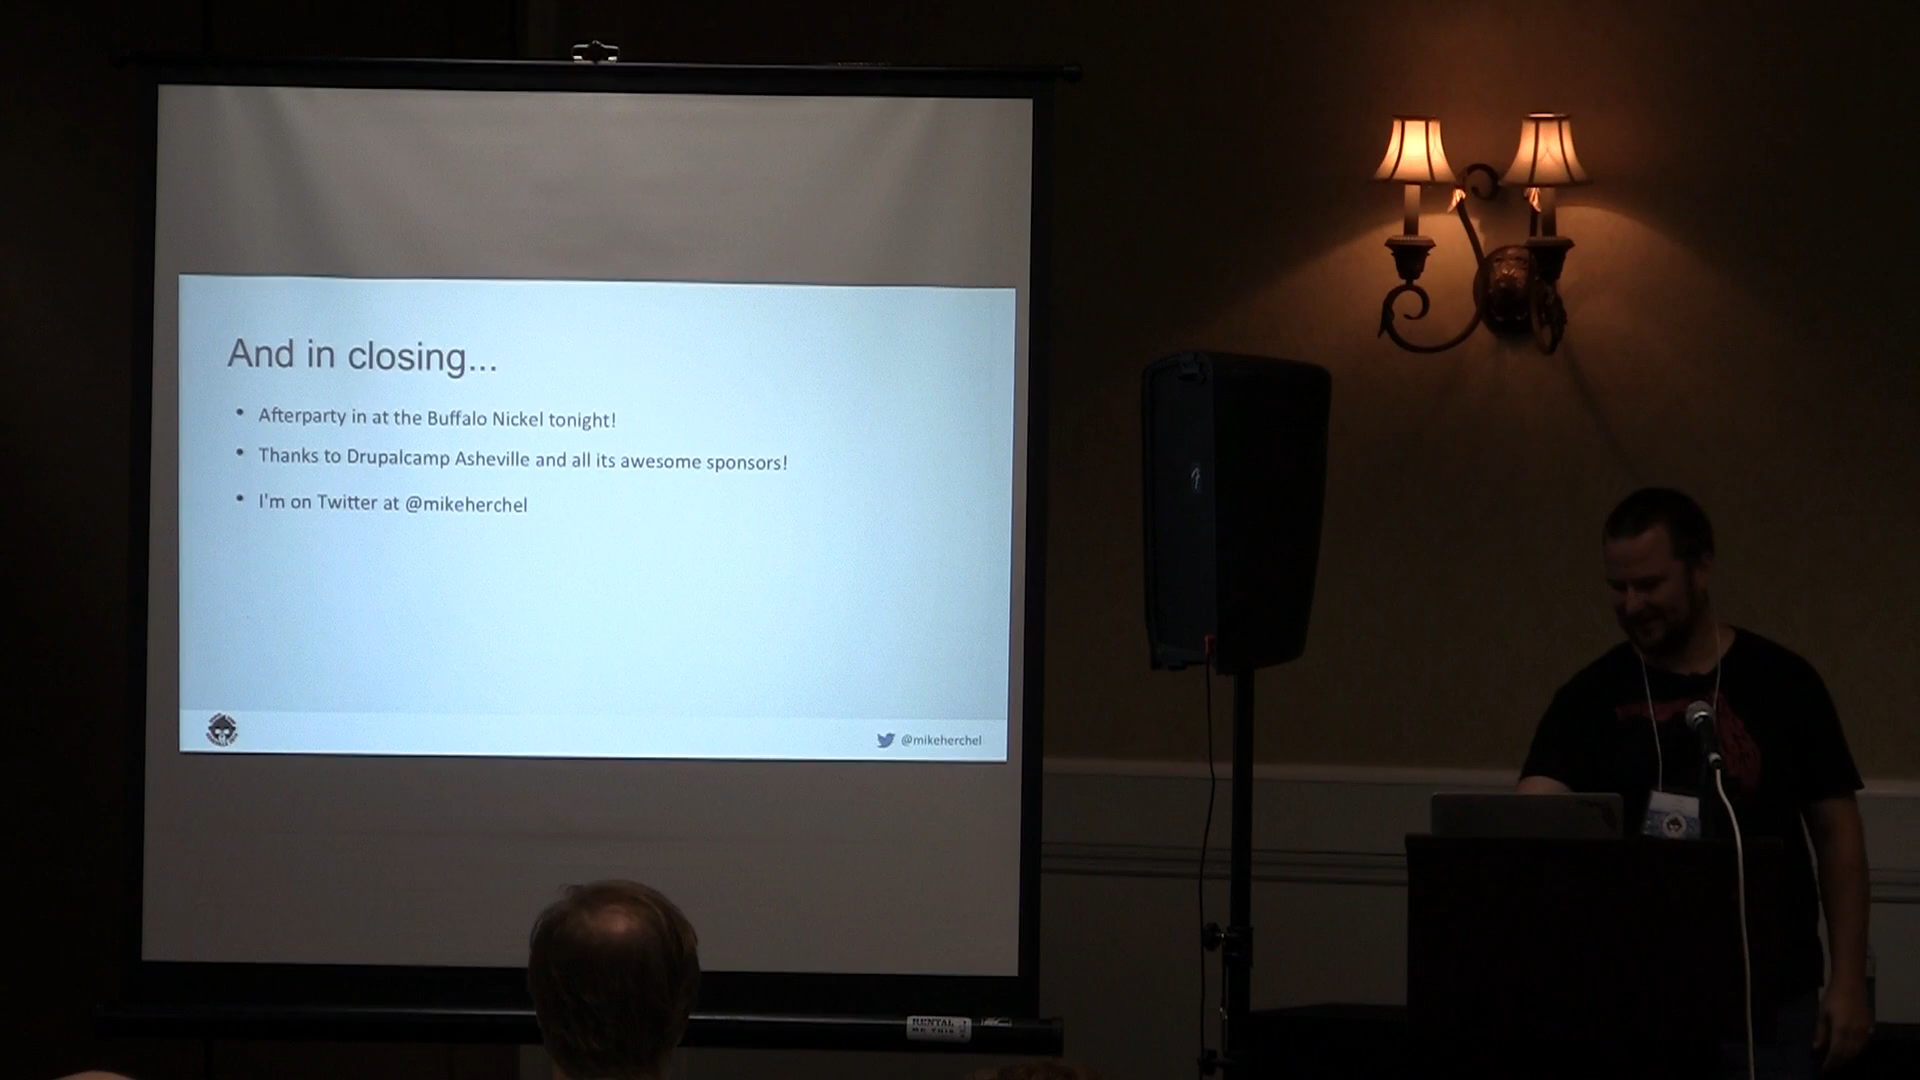 And in closing...
• Afterparty in at the Buffalo Nickel tonight!
• Thanks to Drupalcamp Asheville and all its awesome sponsors!
• I'm on Twitter at @mikeherchel
@mikeherchel
RENTAL